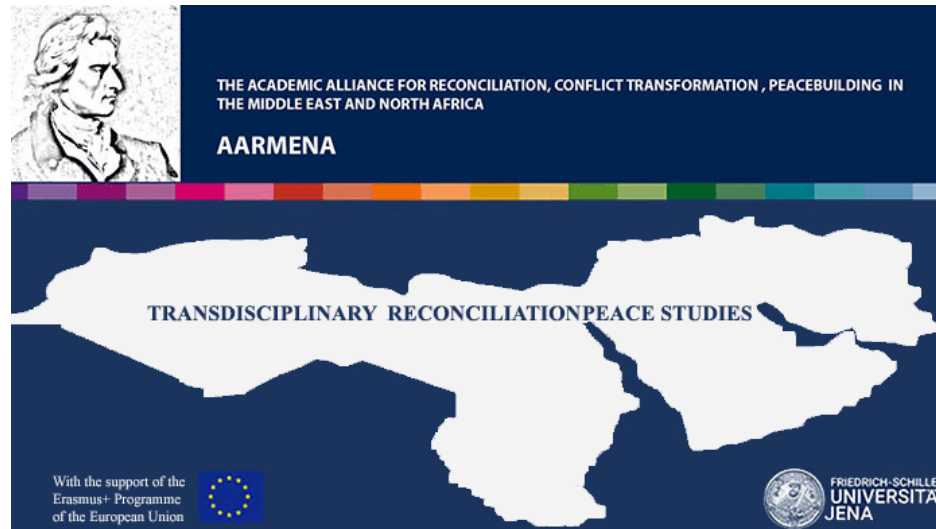 THE ACADEMIC ALLIANCE FOR RECONCILIATION, CONFLICT TRANSFORMATION , PEACEBUILDING IN
THE MIDDLE EAST AND NORTH AFRICA
AARMENA
TRANSDISCIPLINARY RECONCILIATIONPEACE STUDIES
With the support of the
Erasmus+ Programme
of the European Union
FRIEDRICH-SCHILLE
UNIVERSITÄ
JENA